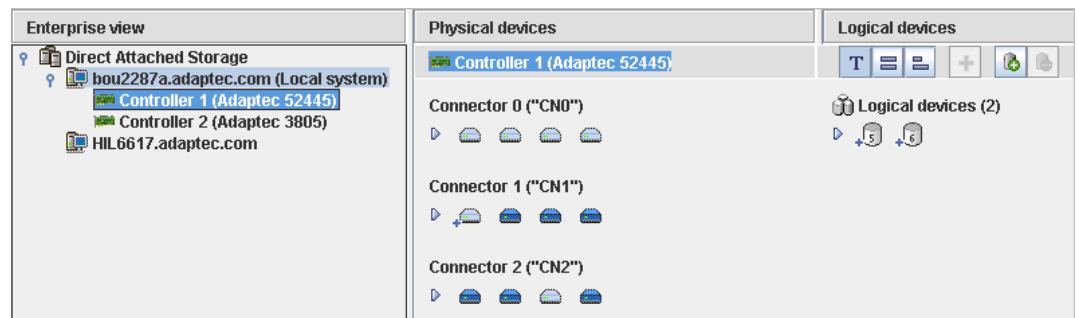 Enterprise view
Direct Attached Storage
bou2287a.adaptec.com (Local system)
Controller 1 (Adaptec 52445)
Controller 2 (Adaptec 3805)
HIL6617.adaptec.com
Physical devices
Controller 1 (Adaptec 52445)
Connector 0 ("CN0")
Connector 1 ("CN1")
Connector 2 ("CN2")
Logical devices
T
Logical devices (2)
5 6